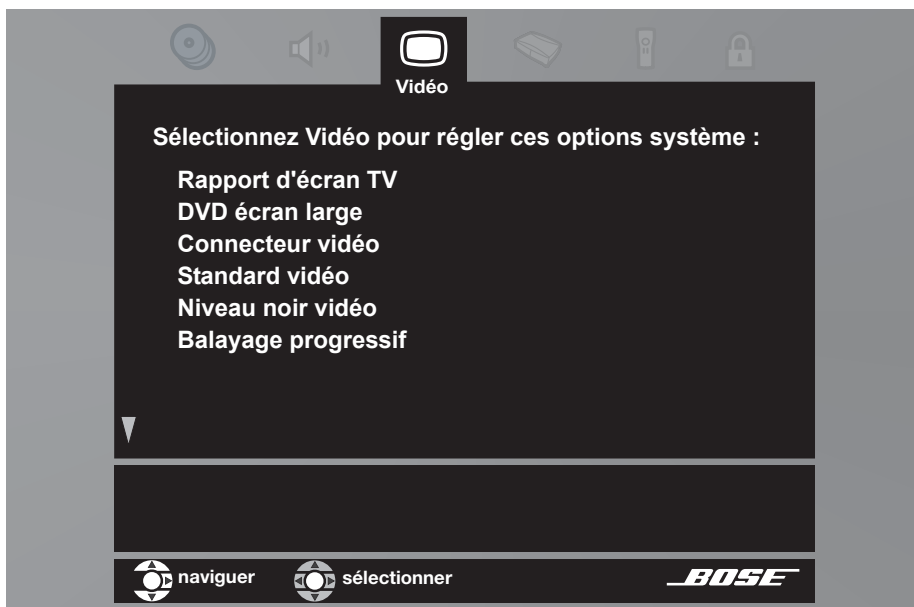 Vidéo
Sélectionnez Vidéo pour régler ces options système :
Rapport d'écran TV
DVD écran large
Connecteur vidéo
Standard vidéo
Niveau noir vidéo
Balayage progressif
naviguer sélectionner BOSE